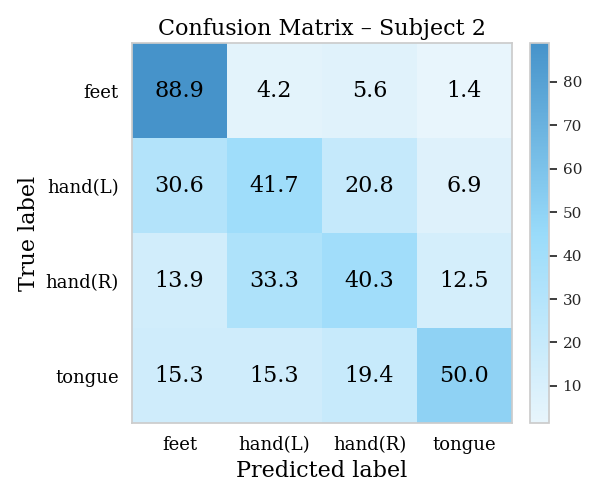 Confusion Matrix – Subject 2
feet 88.9 4.2 5.6 1.4
hand(L) 30.6 41.7 20.8 6.9
hand(R) 13.9 33.3 40.3 12.5
tongue 15.3 15.3 19.4 50.0
feet hand(L) hand(R) tongue
Predicted label
True label
80
70
60
50
40
30
20
10